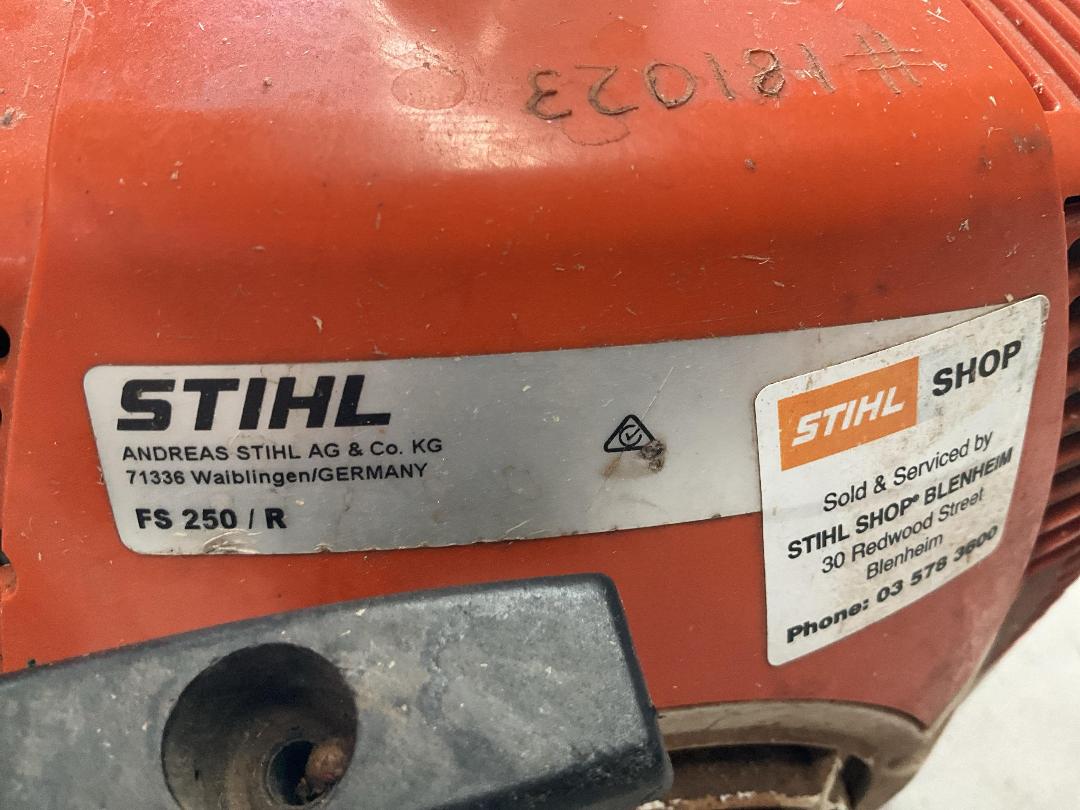 #181023
STIHL
ANDREAS STIHL AG & Co. KG
71336 Waiblingen/GERMANY
FS 250 / R
STIHL SHOP
Sold & Serviced by
STIHL SHOP® BLENHEIM
30 Redwood Street
Blenheim
Phone: 03 578 3600